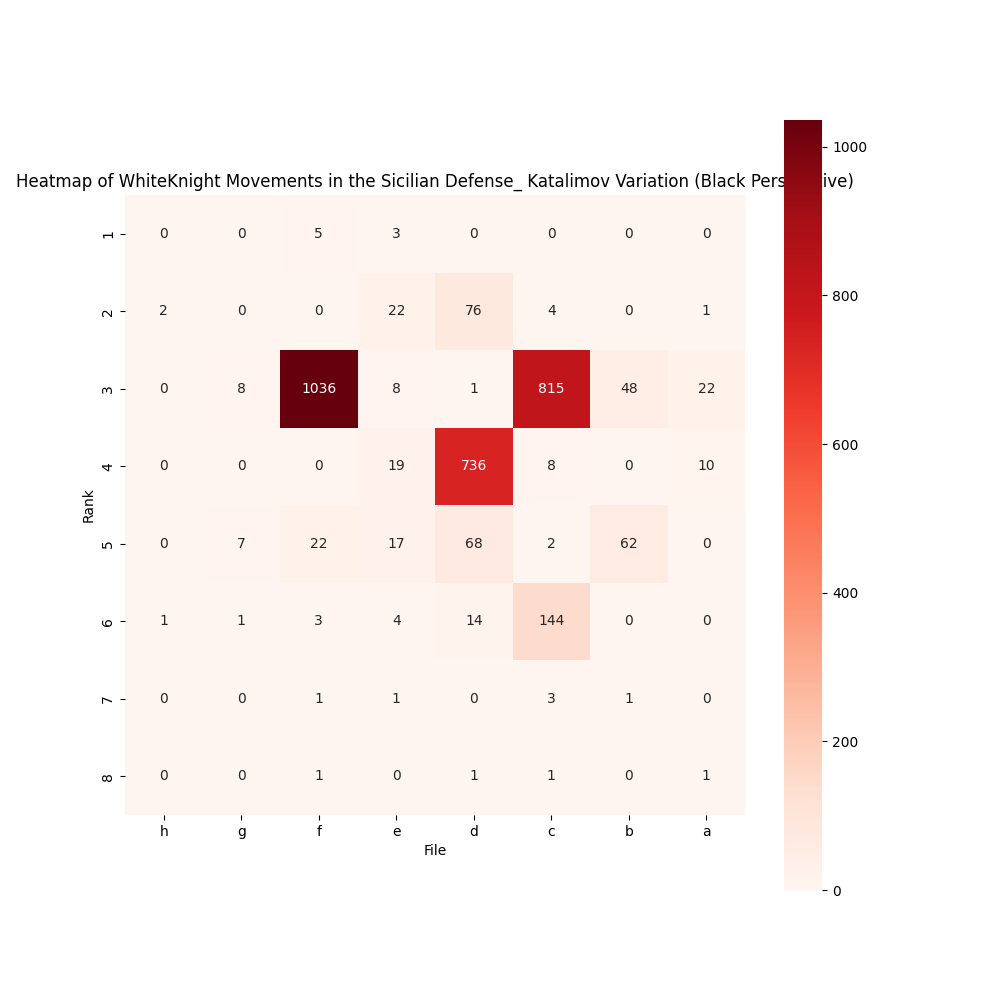 Heatmap of WhiteKnight Movements in the Sicilian Defense_ Katalimov Variation (Black Pers ive)
1000
800
600
400
200
0
Rank
1 0 0 5 3 0 0 0 0
2 2 0 0 22 76 4 0 1
3 0 8 1036 8 1 815 48 22
4 0 0 0 19 736 8 0 10
5 0 7 22 17 68 2 62 0
6 1 1 3 4 14 144 0 0
7 0 0 1 1 0 3 1 0
8 0 0 1 0 1 1 0 1
h g f e d c b a
File